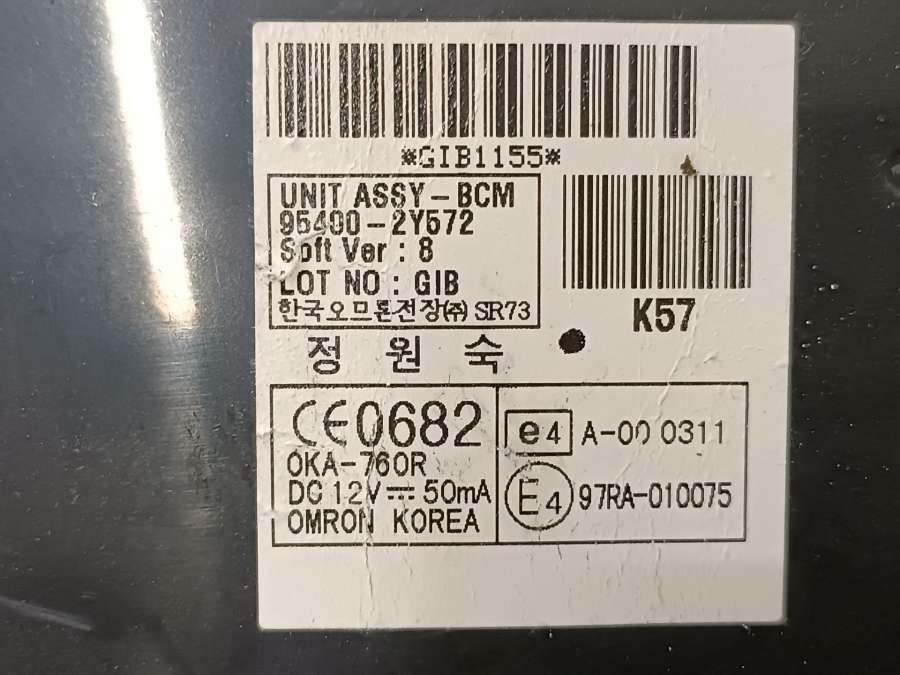 *GIB1155*
UNIT ASSY-BCM
95400-2Y572
Soft Ver : 8
LOT NO : GIB
한국오므론전장(주) SR73
K57
정 원 숙
CE0682
OKA-760R
DC 12V ⎓ 50mA
OMRON KOREA
e4 A-00 0311
E4 97RA-010075